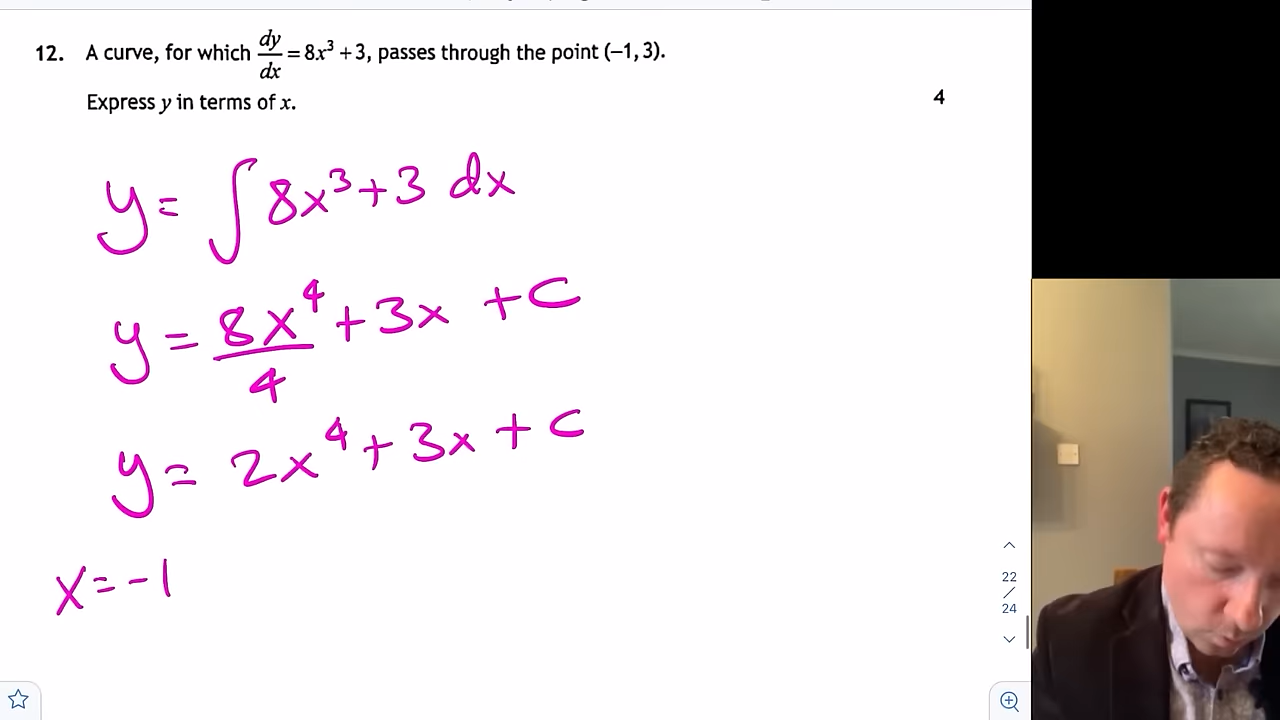 12. A curve, for which dy/dx = 8x³ + 3, passes through the point (−1, 3).
Express y in terms of x.
4
y = ∫ 8x³ + 3 dx
y = 8x⁴/4 + 3x + c
y = 2x⁴ + 3x + c
x = -1
22
/
24